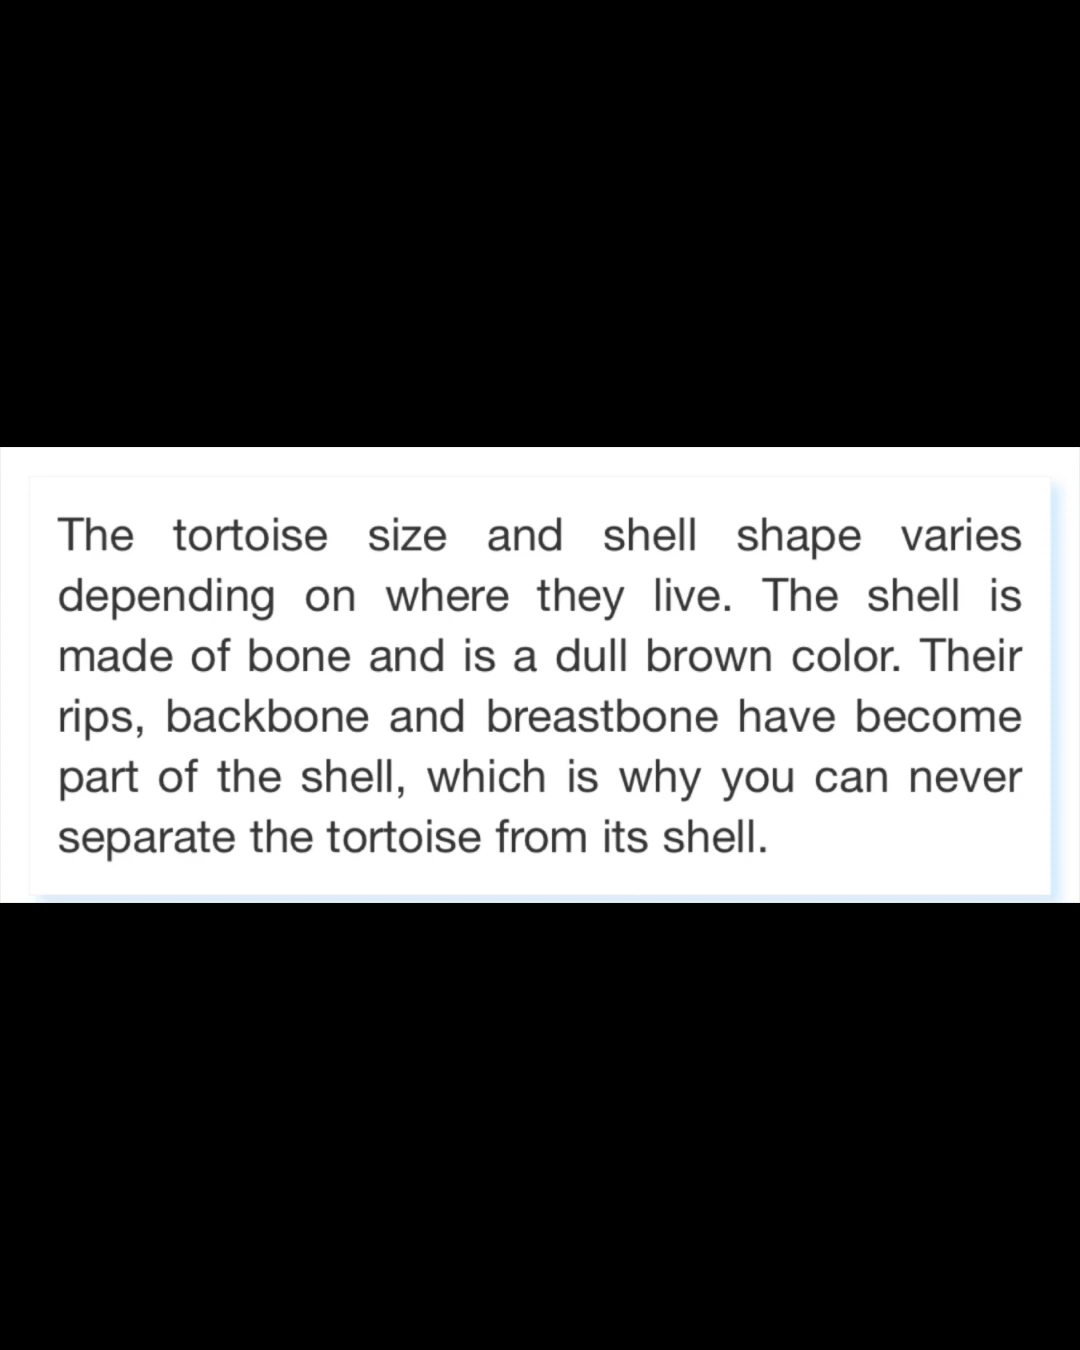 The tortoise size and shell shape varies
depending on where they live. The shell is
made of bone and is a dull brown color. Their
rips, backbone and breastbone have become
part of the shell, which is why you can never
separate the tortoise from its shell.